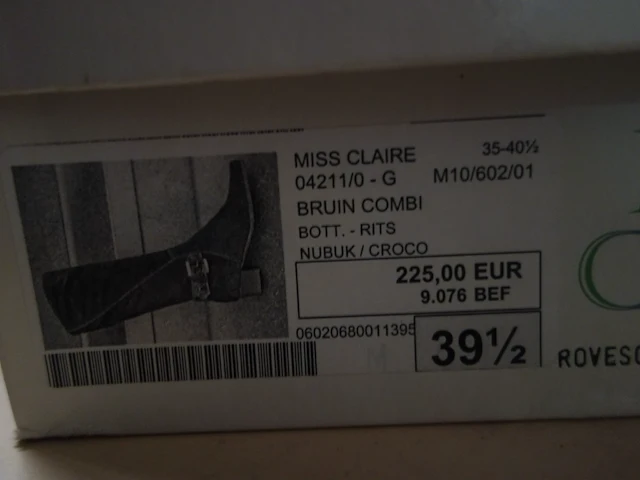 MISS CLAIRE 35-40½
04211/0 - G M10/602/01
BRUIN COMBI
BOTT. - RITS
NUBUK / CROCO
225,00 EUR
9.076 BEF
06020680011395
39½